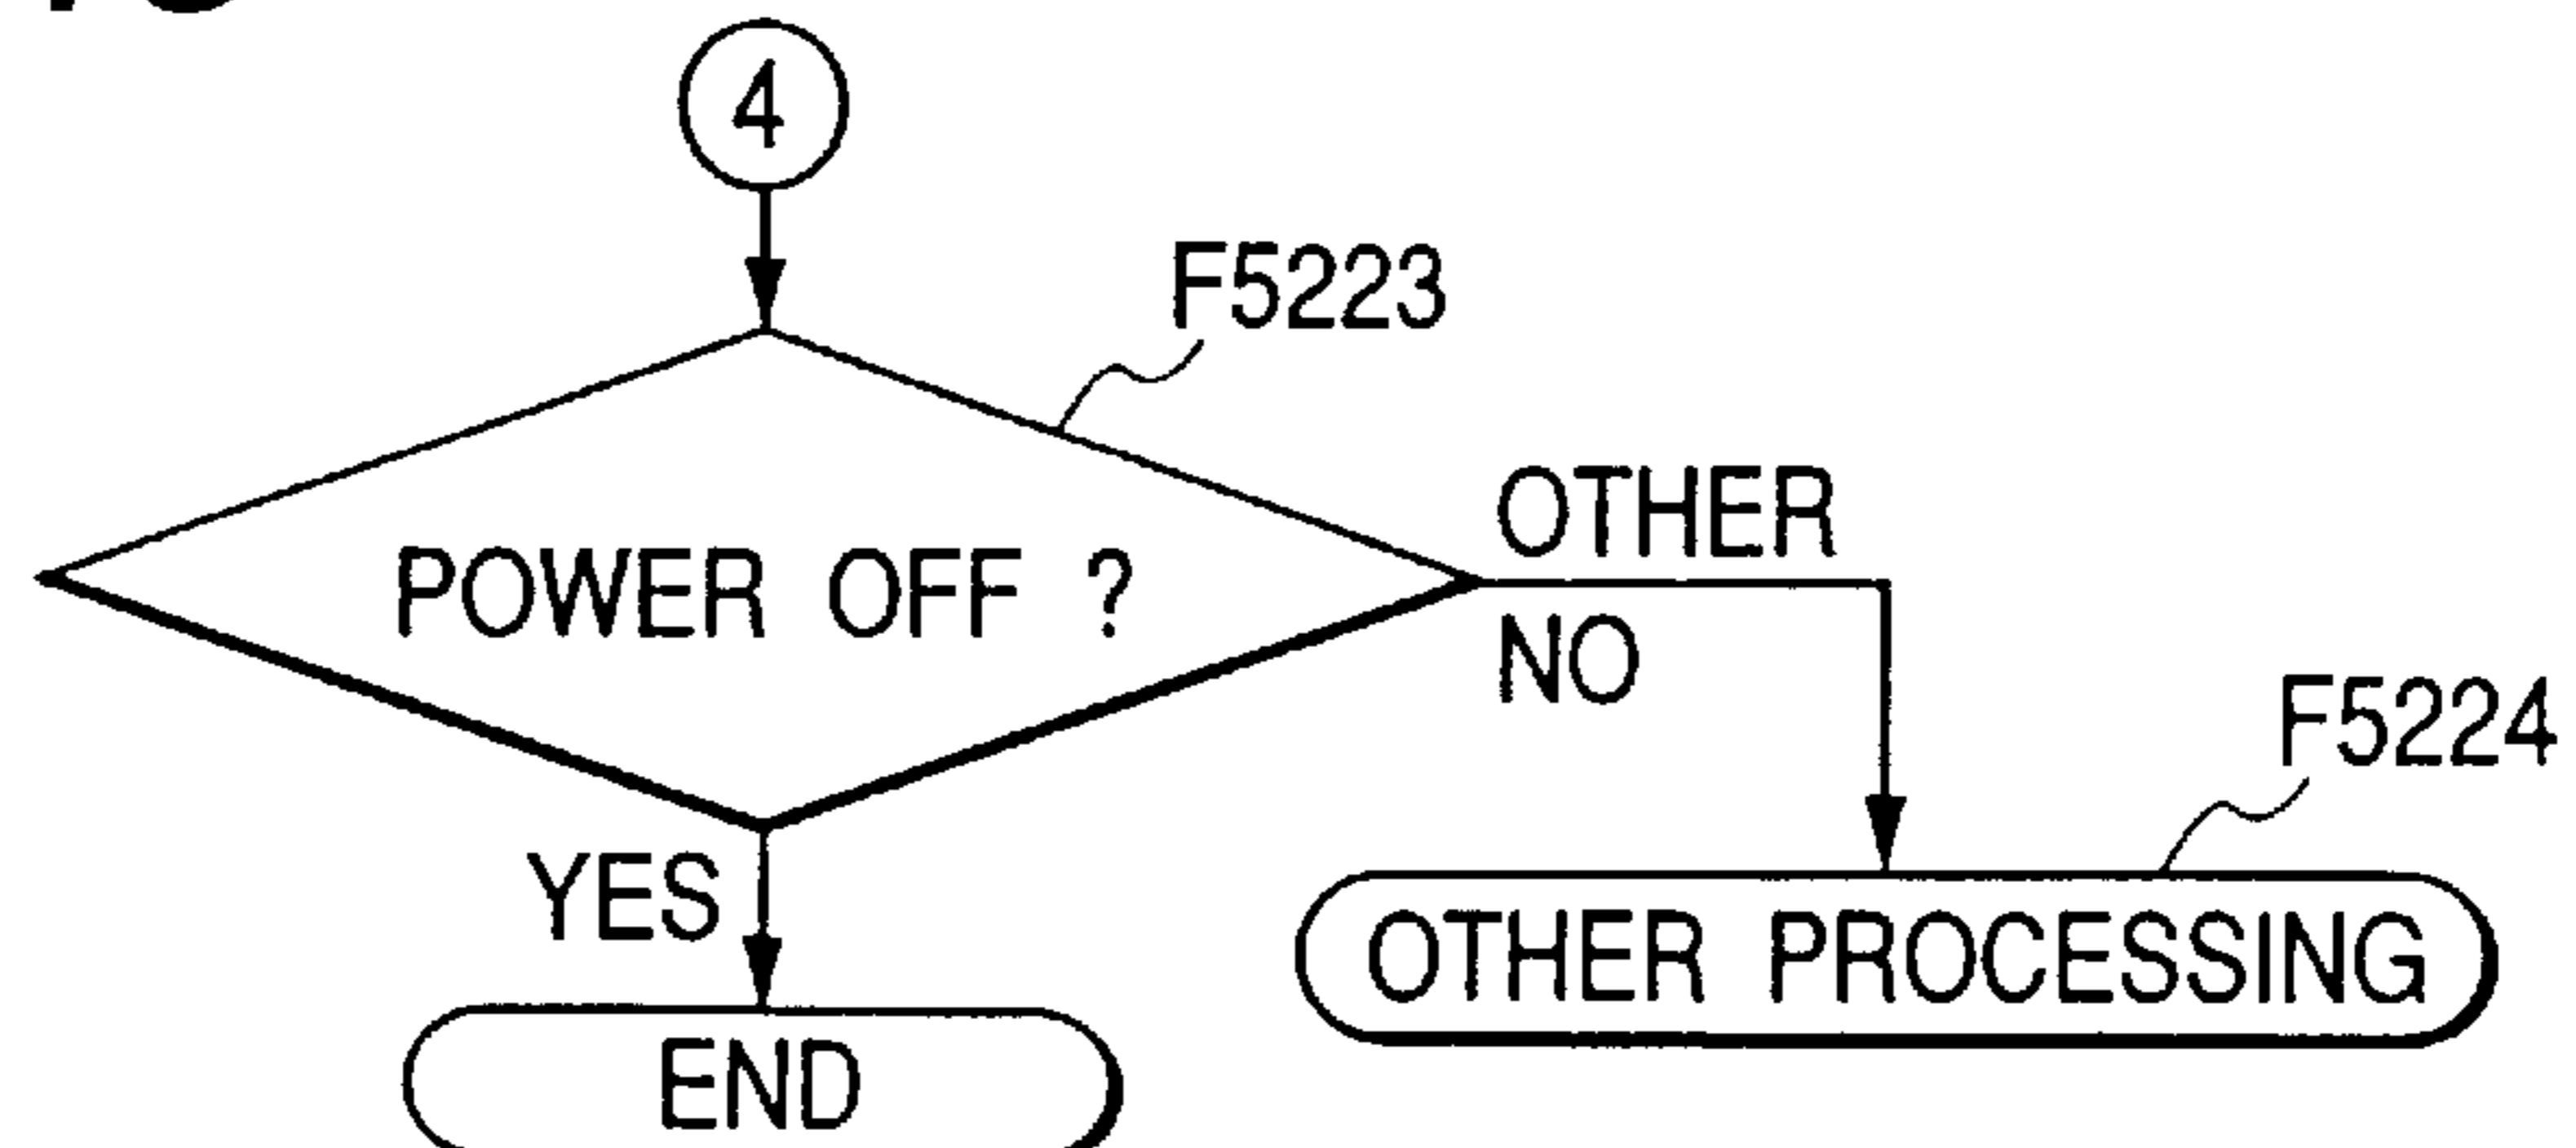 4
F5223
POWER OFF ?
OTHER
NO
F5224
YES
OTHER PROCESSING
END